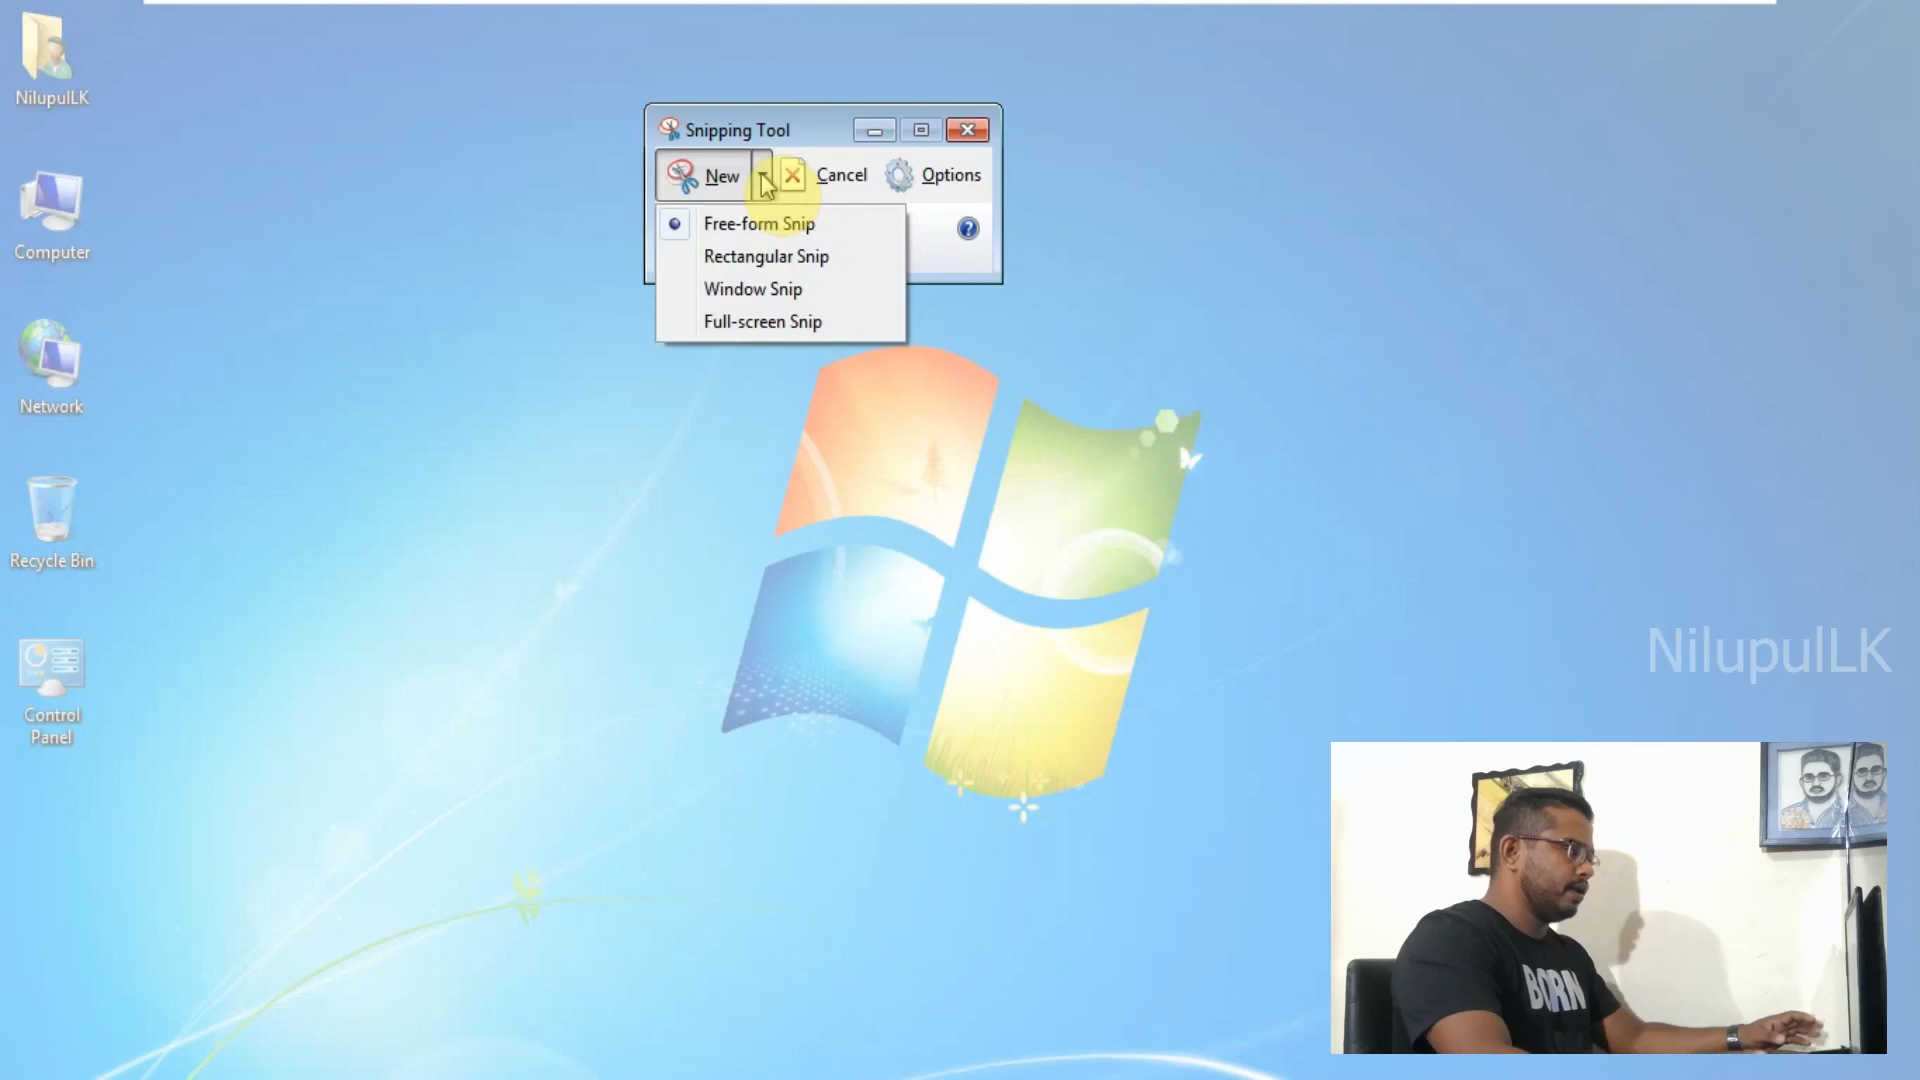 NilupulLK
Computer
Network
Recycle Bin
Control
Panel
Snipping Tool
New
Cancel
Options
Free-form Snip
Rectangular Snip
Window Snip
Full-screen Snip
NilupulLK
BORN